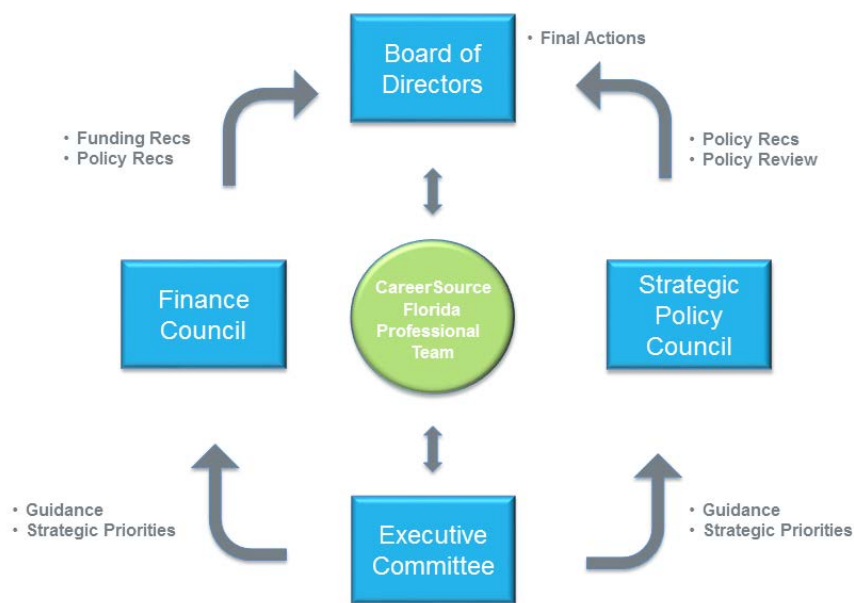 Board of
Directors
• Final Actions
• Funding Recs
• Policy Recs
• Policy Recs
• Policy Review
Finance
Council
CareerSource
Florida
Professional
Team
Strategic
Policy
Council
• Guidance
• Strategic Priorities
Executive
Committee
• Guidance
• Strategic Priorities